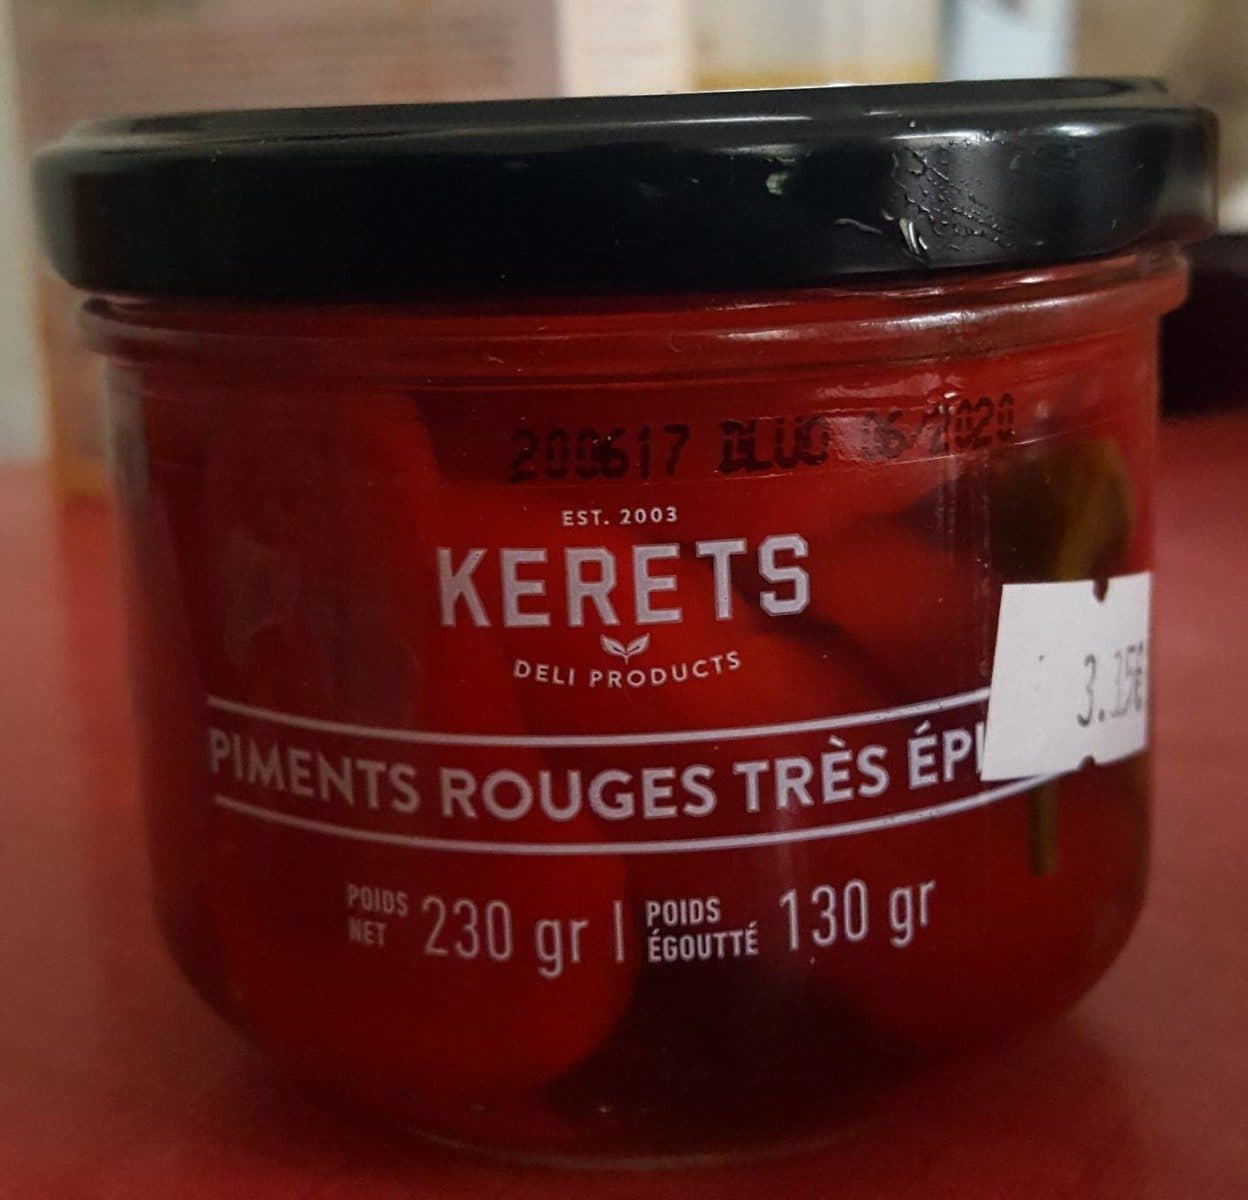 200617 DLUO 06/2020
EST. 2003
KERETS
DELI PRODUCTS
PIMENTS ROUGES TRÈS ÉPI
POIDS NET 230 gr | POIDS ÉGOUTTÉ 130 gr